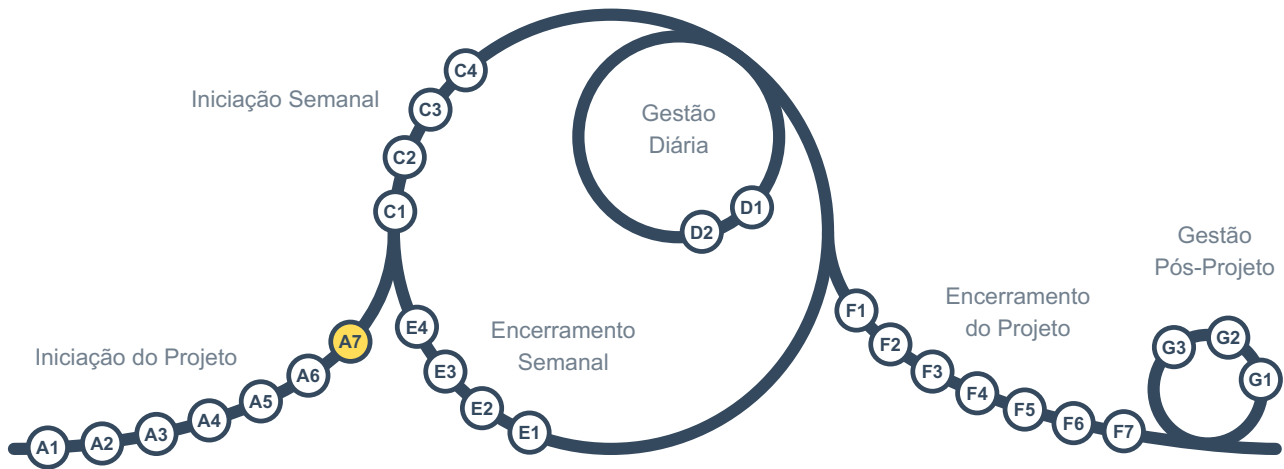 Iniciação do Projeto
A1
A2
A3
A4
A5
A6
A7
Iniciação Semanal
C1
C2
C3
C4
Gestão
Diária
D1
D2
Encerramento
Semanal
E1
E2
E3
E4
Encerramento
do Projeto
F1
F2
F3
F4
F5
F6
F7
Gestão
Pós-Projeto
G1
G2
G3